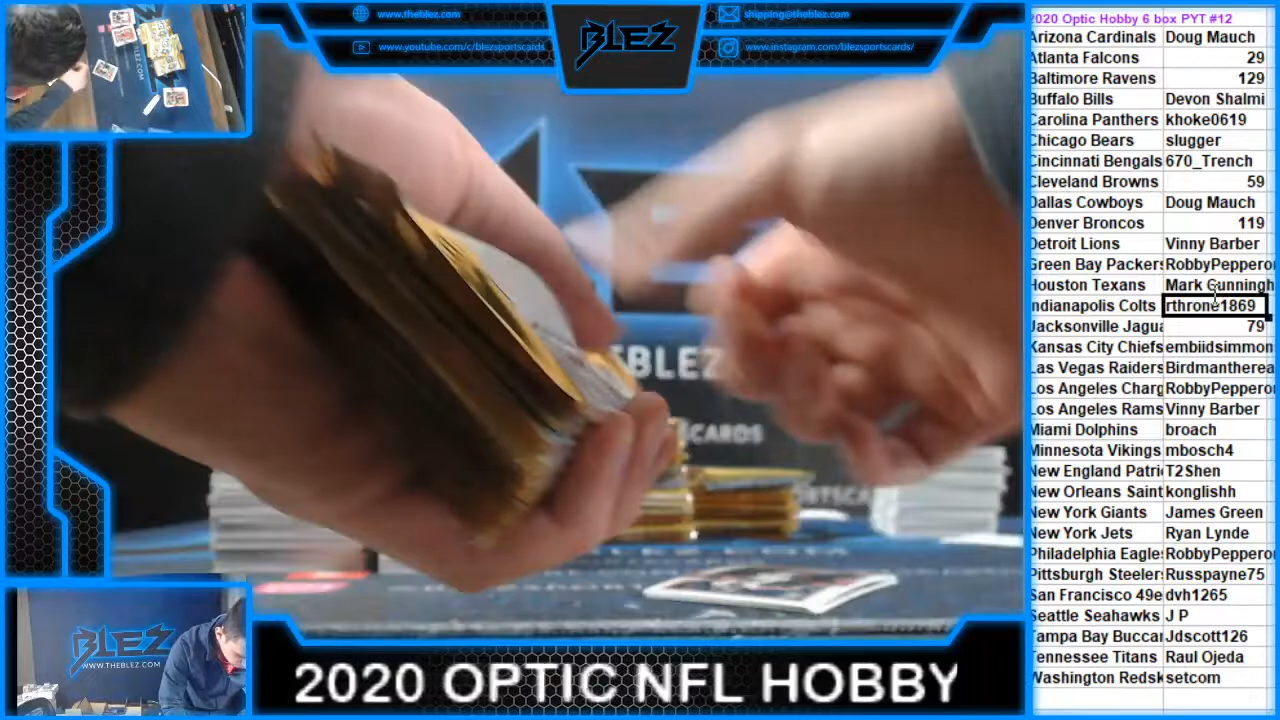 www.theblez.com
www.youtube.com/c/blezsportscards
BLEZ
shipping@theblez.com
www.instagram.com/blezsportscards/
2020 Optic Hobby 6 box PYT #12
Arizona Cardinals Doug Mauch
Atlanta Falcons 29
Baltimore Ravens 129
Buffalo Bills Devon Shalmi
Carolina Panthers khoke0619
Chicago Bears slugger
Cincinnati Bengals 670_Trench
Cleveland Browns 59
Dallas Cowboys Doug Mauch
Denver Broncos 119
Detroit Lions Vinny Barber
Green Bay Packers RobbyPeppero
Houston Texans Mark Cunningh
Indianapolis Colts rthrone1869
Jacksonville Jagua 79
Kansas City Chiefs embiidsimmon
Las Vegas Raiders Birdmantherea
Los Angeles Charg RobbyPeppero
Los Angeles Rams Vinny Barber
Miami Dolphins broach
Minnesota Vikings mbosch4
New England Patri T2Shen
New Orleans Saint konglishh
New York Giants James Green
New York Jets Ryan Lynde
Philadelphia Eagles RobbyPeppero
Pittsburgh Steelers Russpayne75
San Francisco 49e dvh1265
Seattle Seahawks J P
Tampa Bay Buccar Jdscott126
Tennessee Titans Raul Ojeda
Washington Redsk setcom
EBLEZ
SCARDS
PORTSCA
BLEZ
WWW.THEBLEZ.COM
2020 OPTIC NFL HOBBY